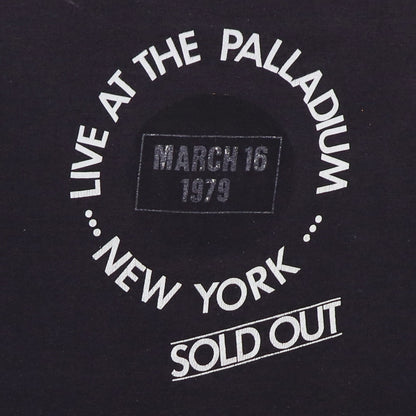 LIVE AT THE PALLADIUM
MARCH 16
1979
... NEW YORK ...
SOLD OUT